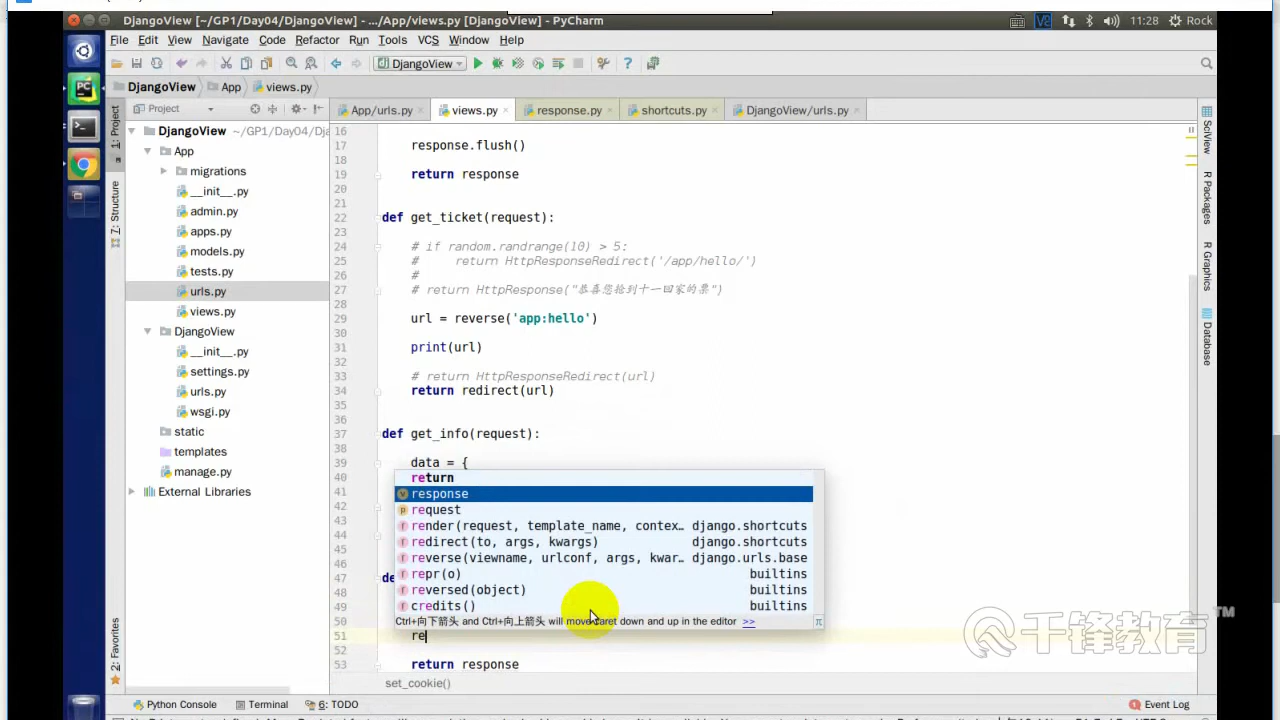 DjangoView [~/GP1/Day04/DjangoView] - .../App/views.py [DjangoView] - PyCharm
11:28 Rock
File Edit View Navigate Code Refactor Run Tools VCS Window Help
DjangoView
DjangoView App views.py
Project
App/urls.py views.py response.py shortcuts.py DjangoView/urls.py
1: Project
7: Structure
2: Favorites
DjangoView ~/GP1/Day04/Dja
App
migrations
__init__.py
admin.py
apps.py
models.py
tests.py
urls.py
views.py
DjangoView
__init__.py
settings.py
urls.py
wsgi.py
static
templates
manage.py
External Libraries
16
17 response.flush()
18
19 return response
20
21
22 def get_ticket(request):
23
24 # if random.randrange(10) > 5:
25 # return HttpResponseRedirect('/app/hello/')
26 #
27 # return HttpResponse("恭喜您抢到十一回家的票")
28
29 url = reverse('app:hello')
30
31 print(url)
32
33 # return HttpResponseRedirect(url)
34 return redirect(url)
35
36
37 def get_info(request):
38
39 data = {
40
41
42
43
44
45
46
47 de
48
49
50
51 re
52
53 return response
return
response
request
render(request, template_name, contex… django.shortcuts
redirect(to, args, kwargs) django.shortcuts
reverse(viewname, urlconf, args, kwar… django.urls.base
repr(o) builtins
reversed(object) builtins
credits() builtins
Ctrl+向下箭头 and Ctrl+向上箭头 will move caret down and up in the editor >>
set_cookie()
SciView
R Packages
R Graphics
Database
千锋教育 TM
Python Console Terminal 6: TODO
Event Log